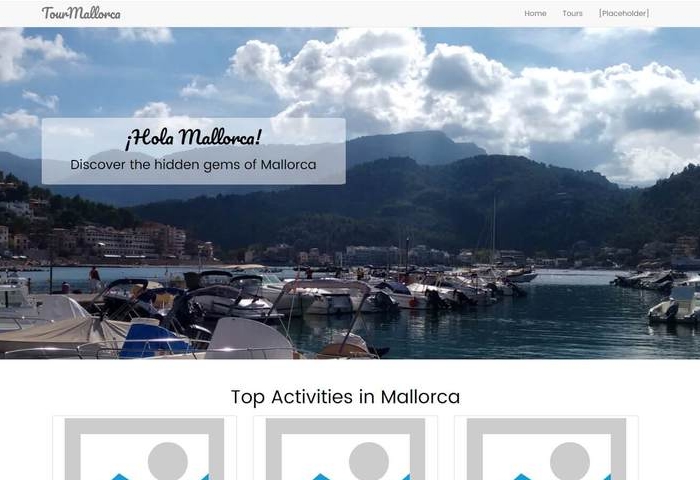 TourMallorca
Home Tours [Placeholder]
¡Hola Mallorca!
Discover the hidden gems of Mallorca
Top Activities in Mallorca